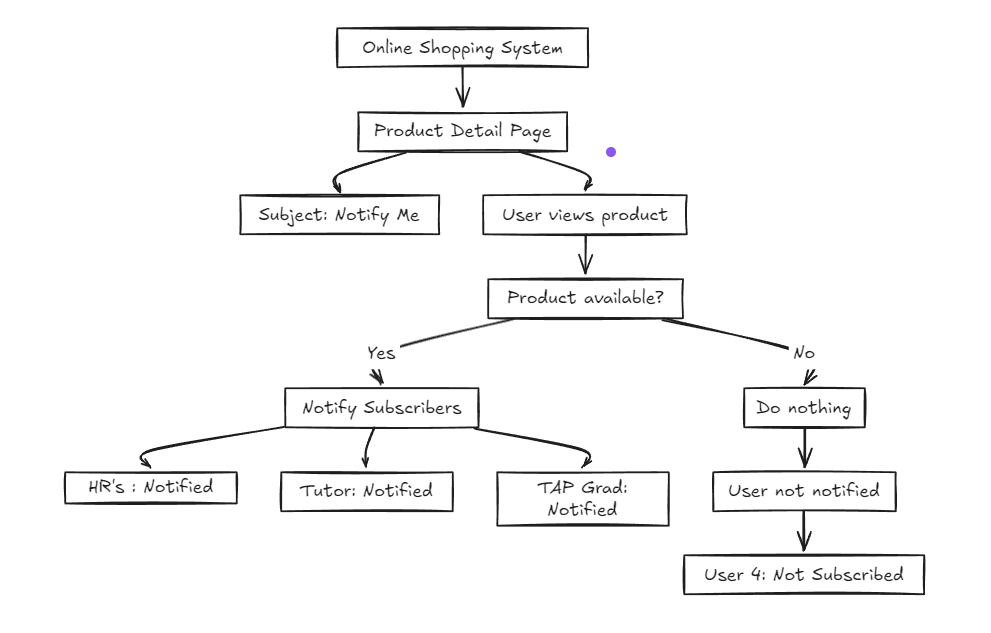 Online Shopping System
Product Detail Page
Subject: Notify Me
User views product
Product available?
Yes
No
Notify Subscribers
Do nothing
HR's : Notified
Tutor: Notified
TAP Grad:
Notified
User not notified
User 4: Not Subscribed